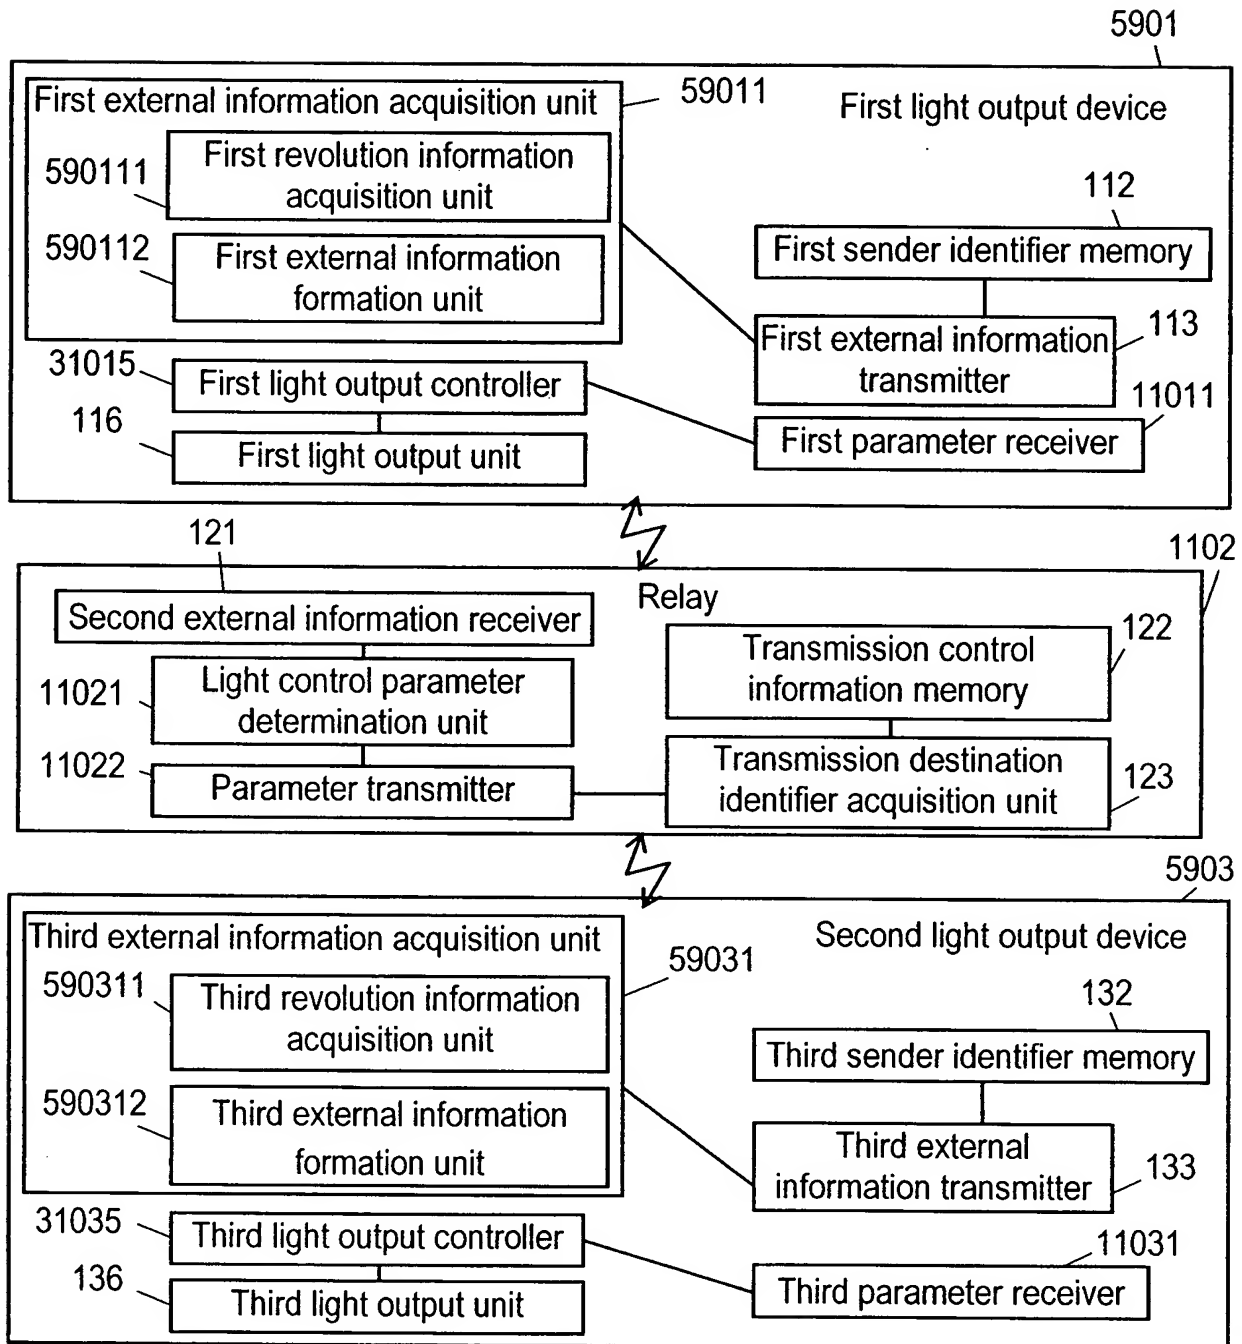 5901
First external information acquisition unit
59011
First light output device
590111
First revolution information
acquisition unit
112
590112
First external information
formation unit
First sender identifier memory
113
First external information
transmitter
31015
First light output controller
11011
116
First light output unit
First parameter receiver
121
1102
Relay
Second external information receiver
122
Transmission control
information memory
11021
Light control parameter
determination unit
11022
Parameter transmitter
Transmission destination
identifier acquisition unit
123
5903
Third external information acquisition unit
59031
Second light output device
590311
Third revolution information
acquisition unit
132
Third sender identifier memory
590312
Third external information
formation unit
Third external
information transmitter
133
31035
Third light output controller
11031
136
Third light output unit
Third parameter receiver